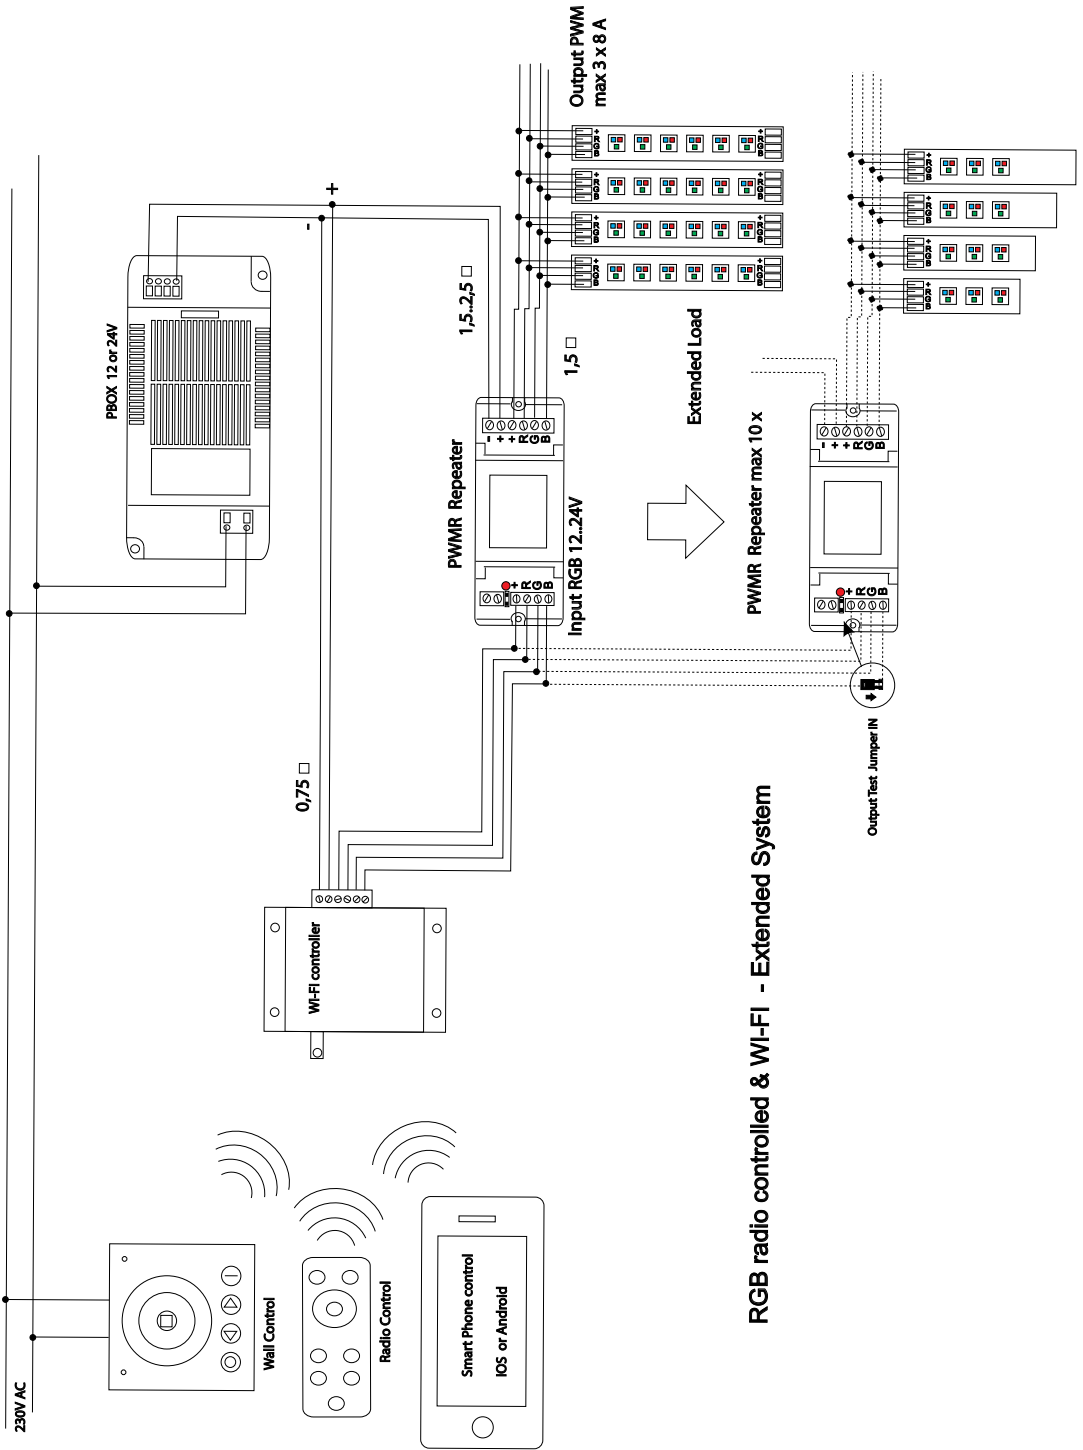 230V AC
PBOX 12 or 24V
Wall Control
-
+
0,75 □
WI-FI controller
Radio Control
Smart Phone control
IOS or Android
PWMR Repeater
1,5..2,5 □
+
R
G
B
-
+
+
R
G
B
Input RGB 12..24V
1,5 □
Output PWM
max 3 x 8 A
+
R
G
B
+
R
G
B
+
R
G
B
+
R
G
B
+
R
G
B
+
R
G
B
+
R
G
B
+
R
G
B
Extended Load
RGB radio controlled & WI-FI - Extended System
PWMR Repeater max 10 x
+
R
G
B
-
+
+
R
G
B
Output Test Jumper IN
+
R
G
B
+
R
G
B
+
R
G
B
+
R
G
B